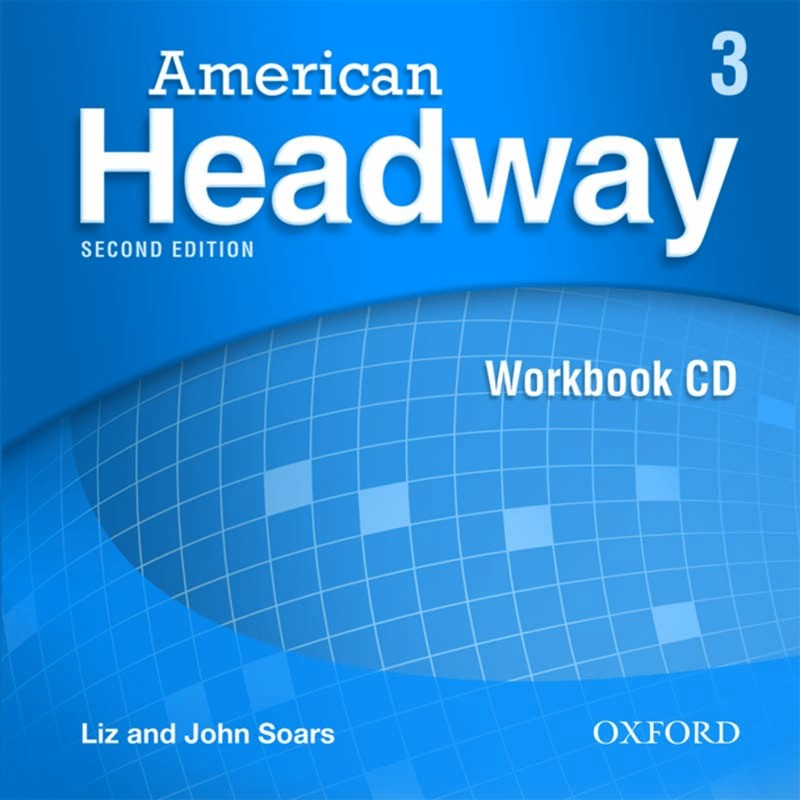 American
3
Headway
SECOND EDITION
Workbook CD
Liz and John Soars
OXFORD